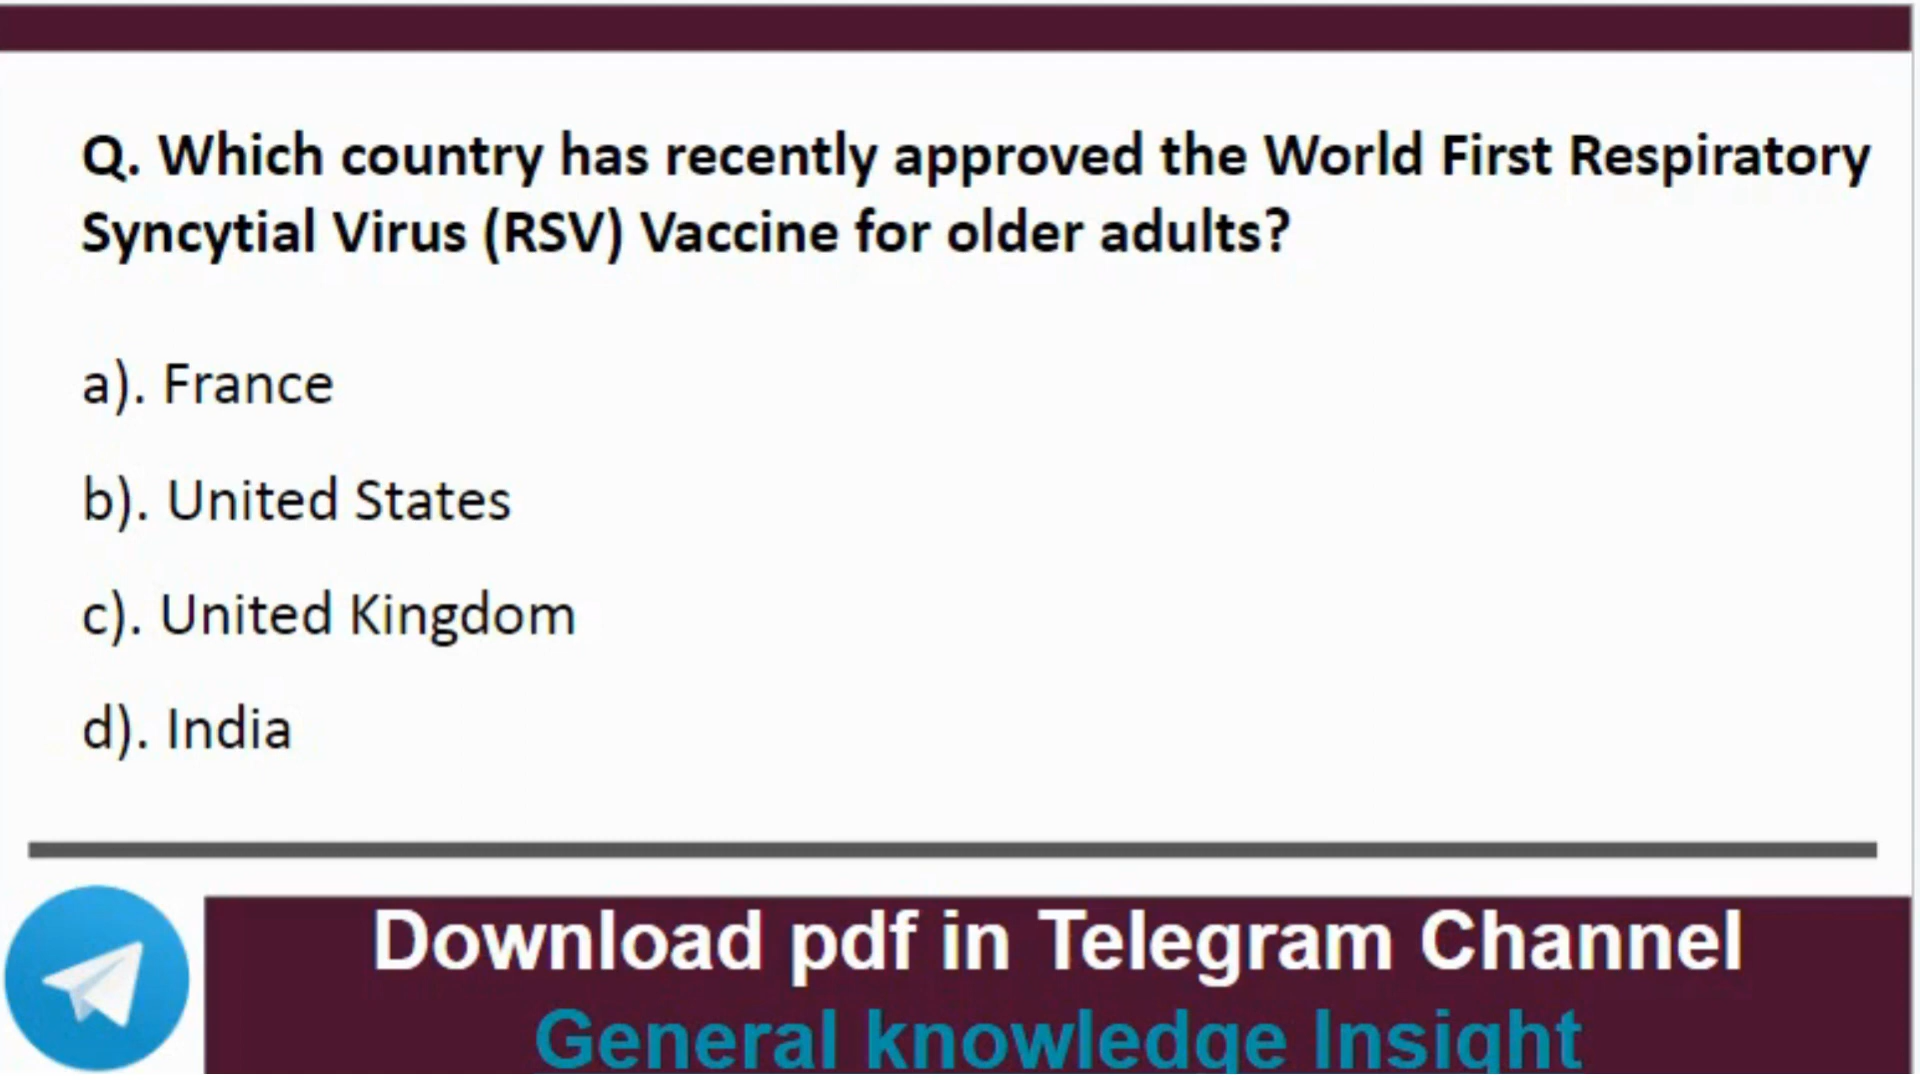 Q. Which country has recently approved the World First Respiratory
Syncytial Virus (RSV) Vaccine for older adults?
a). France
b). United States
c). United Kingdom
d). India
Download pdf in Telegram Channel
General knowledge Insight